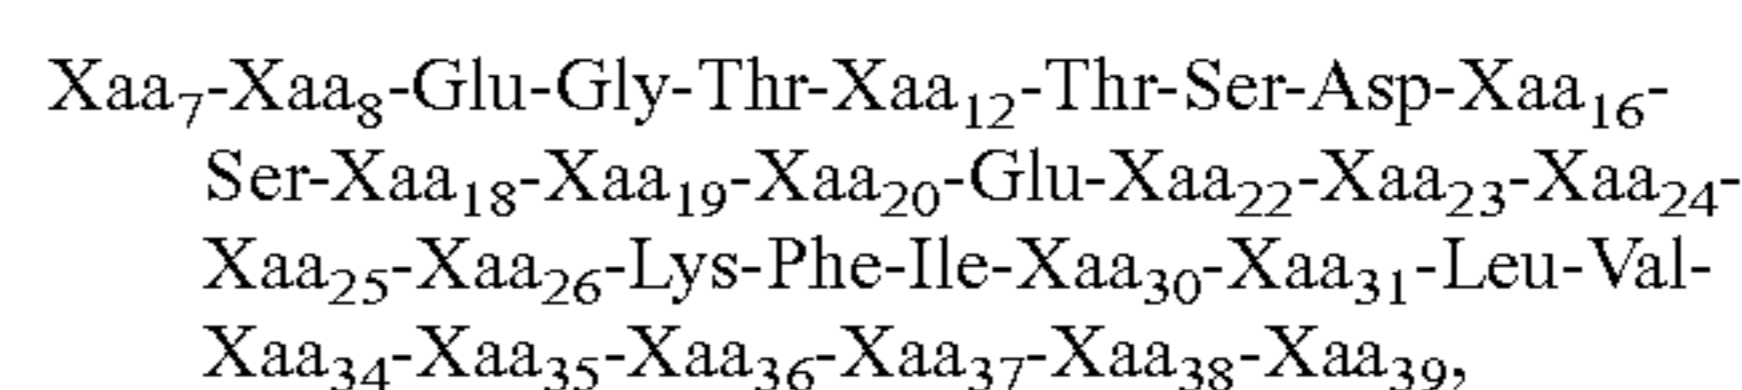 Xaa₇-Xaa₈-Glu-Gly-Thr-Xaa₁₂-Thr-Ser-Asp-Xaa₁₆-
Ser-Xaa₁₈-Xaa₁₉-Xaa₂₀-Glu-Xaa₂₂-Xaa₂₃-Xaa₂₄-
Xaa₂₅-Xaa₂₆-Lys-Phe-Ile-Xaa₃₀-Xaa₃₁-Leu-Val-
Xaa₃₄-Xaa₃₅-Xaa₃₆-Xaa₃₇-Xaa₃₈-Xaa₃₉,